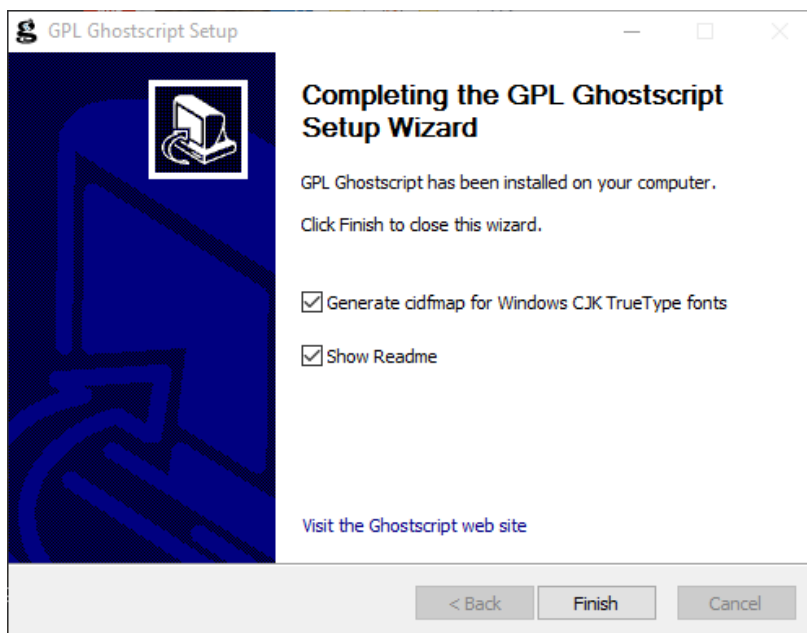 GPL Ghostscript Setup
Completing the GPL Ghostscript
Setup Wizard
GPL Ghostscript has been installed on your computer.
Click Finish to close this wizard.
Generate cidfmap for Windows CJK TrueType fonts
Show Readme
Visit the Ghostscript web site
< Back
Finish
Cancel